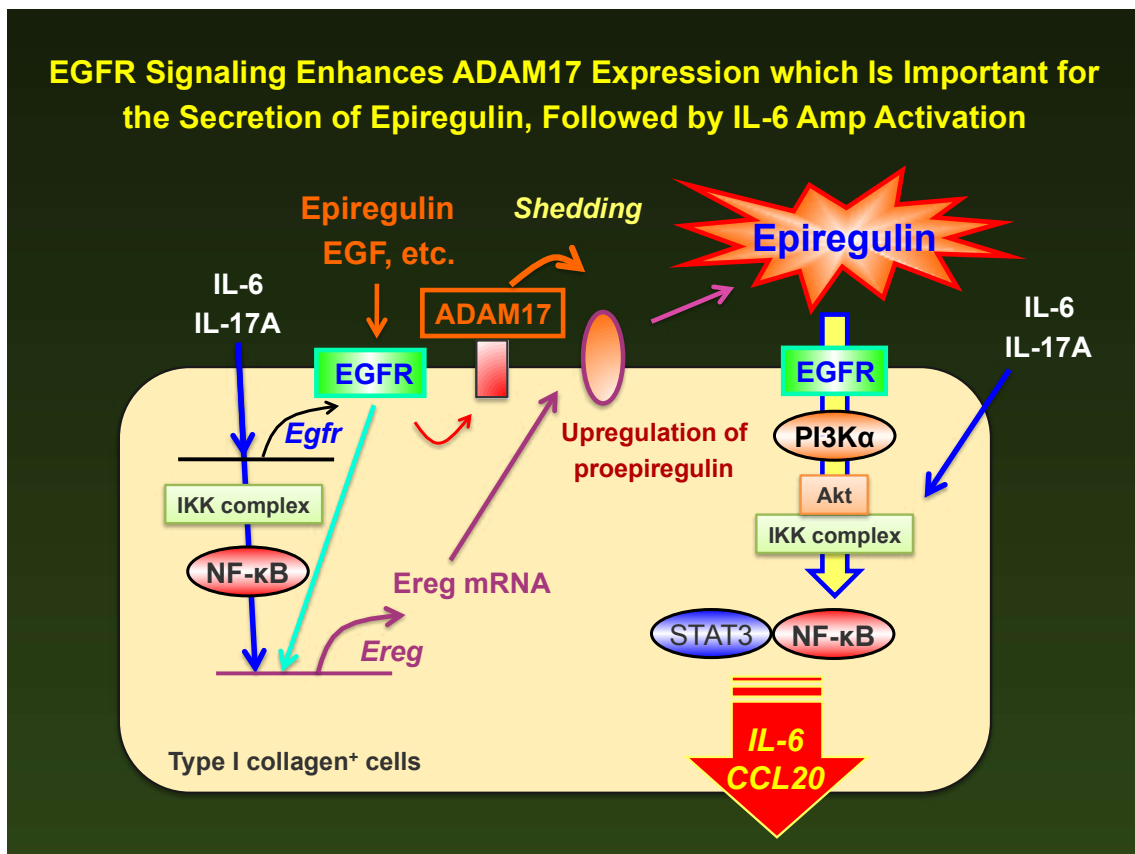 EGFR Signaling Enhances ADAM17 Expression which Is Important for
the Secretion of Epiregulin, Followed by IL-6 Amp Activation
Epiregulin
EGF, etc.
Shedding
Epiregulin
IL-6
IL-17A
ADAM17
IL-6
IL-17A
EGFR
EGFR
Egfr
Upregulation of
proepiregulin
PI3Kα
IKK complex
Akt
IKK complex
NF-κB
Ereg mRNA
Ereg
STAT3
NF-κB
IL-6
CCL20
Type I collagen⁺ cells